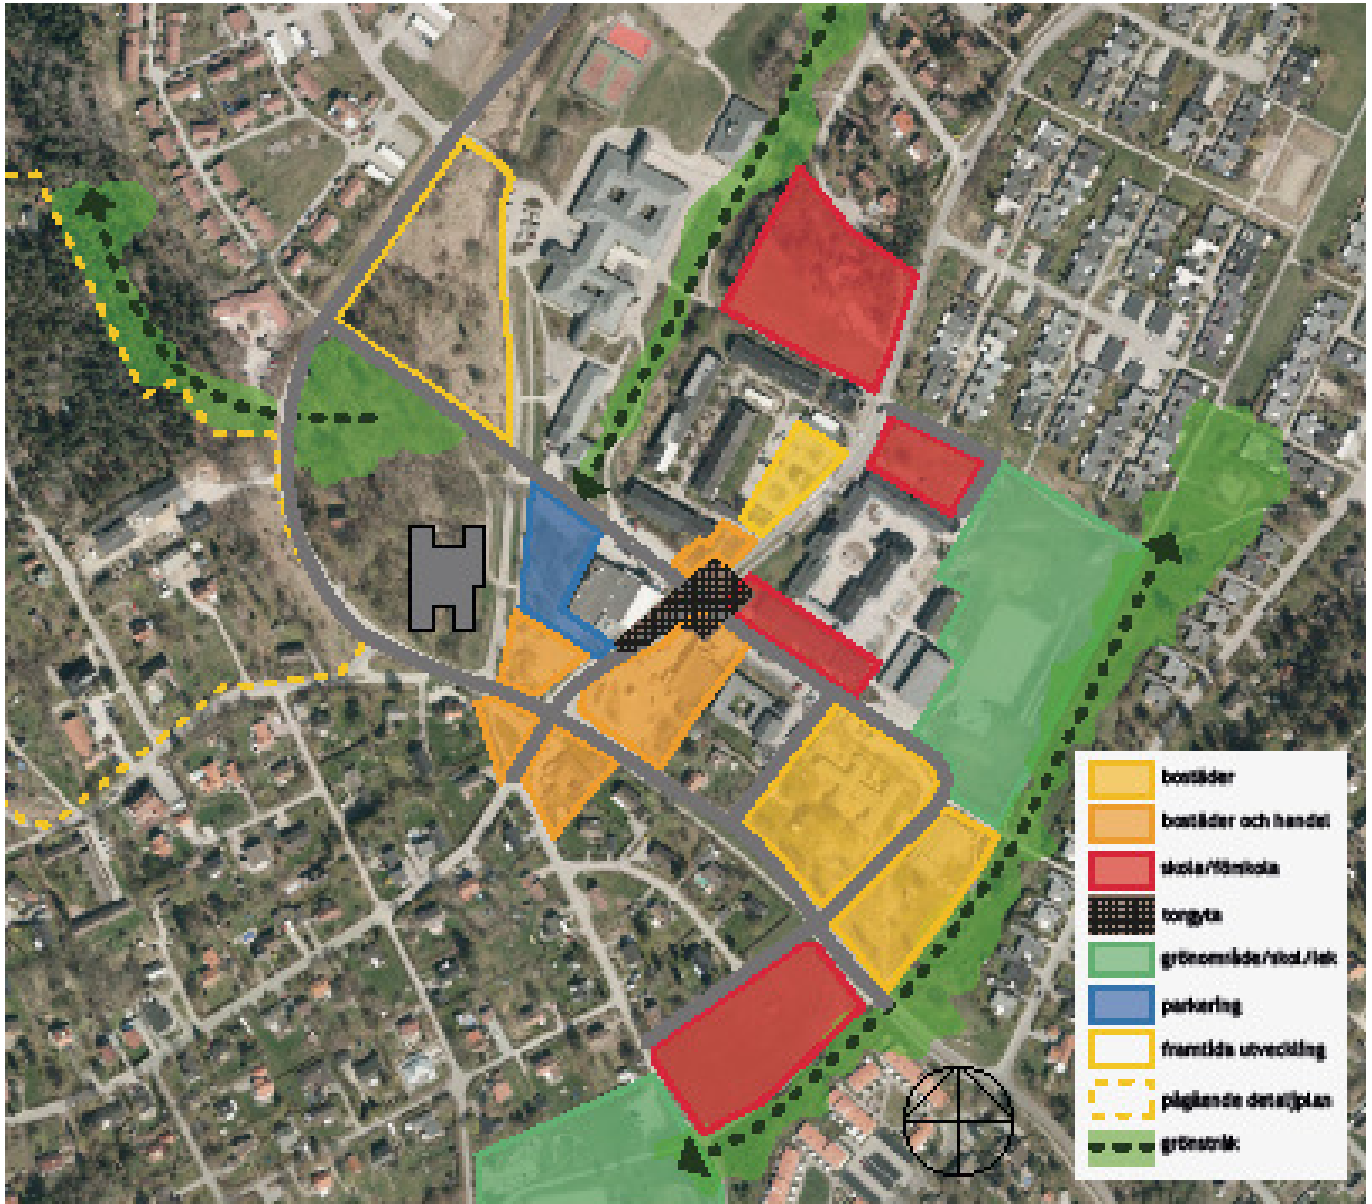 bostäder
bostäder och handel
skola/förskola
torgyta
grönområde/skol/lek
parkering
framtida utveckling
pågående detaljplan
grönstråk